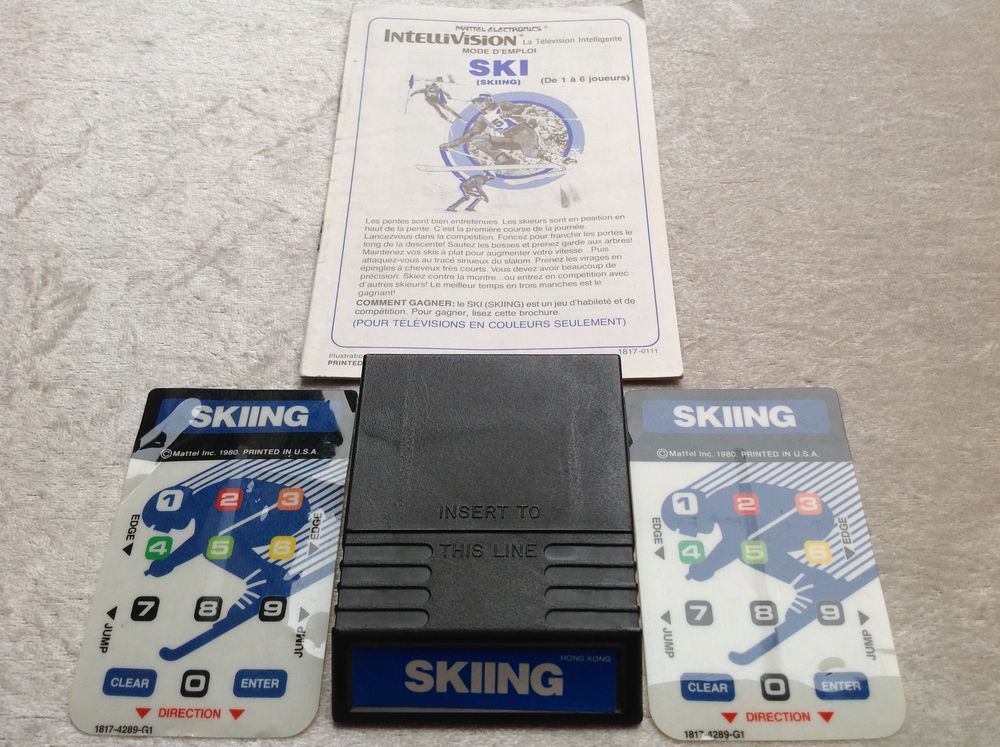 MATTEL ELECTRONICS®
INTELLIVISION® La Télévision Intelligente
MODE D'EMPLOI
SKI
(SKIING)
(De 1 à 6 joueurs)
5
Les pentes sont bien entretenues. Les skieurs sont en position en
haut de la pente. C'est la première course de la journée.
Lancezvous dans la compétition. Foncez pour franchir les portes le
long de la descente! Sautez les bosses et prenez garde aux arbres!
Maintenez vos skis à plat pour augmenter votre vitesse...Puis
attaquez-vous au tracé sinueux du slalom. Prenez les virages en
épingles à cheveux très courts. Vous devez avoir beaucoup de
précision. Skiez contre la montre...ou entrez en compétition avec
d'autres skieurs! Le meilleur temps en trois manches est le
gagnant!
COMMENT GAGNER: le SKI (SKIING) est un jeu d'habileté et de
compétition. Pour gagner, lisez cette brochure.
(POUR TÉLÉVISIONS EN COULEURS SEULEMENT)
1817-0111
PRINTED
SKIING
© Mattel Inc. 1980. PRINTED IN U.S.A.
1 2 3
EDGE EDGE
4 5 6
7 8 9
JUMP JUMP
CLEAR 0 ENTER
DIRECTION
1817-4289-G1
INSERT TO
THIS LINE
HONG KONG
SKIING
SKIING
© Mattel Inc. 1980. PRINTED IN U.S.A.
1 2 3
EDGE EDGE
4 5 6
7 8 9
JUMP JUMP
CLEAR 0 ENTER
DIRECTION
1817-4289-G1